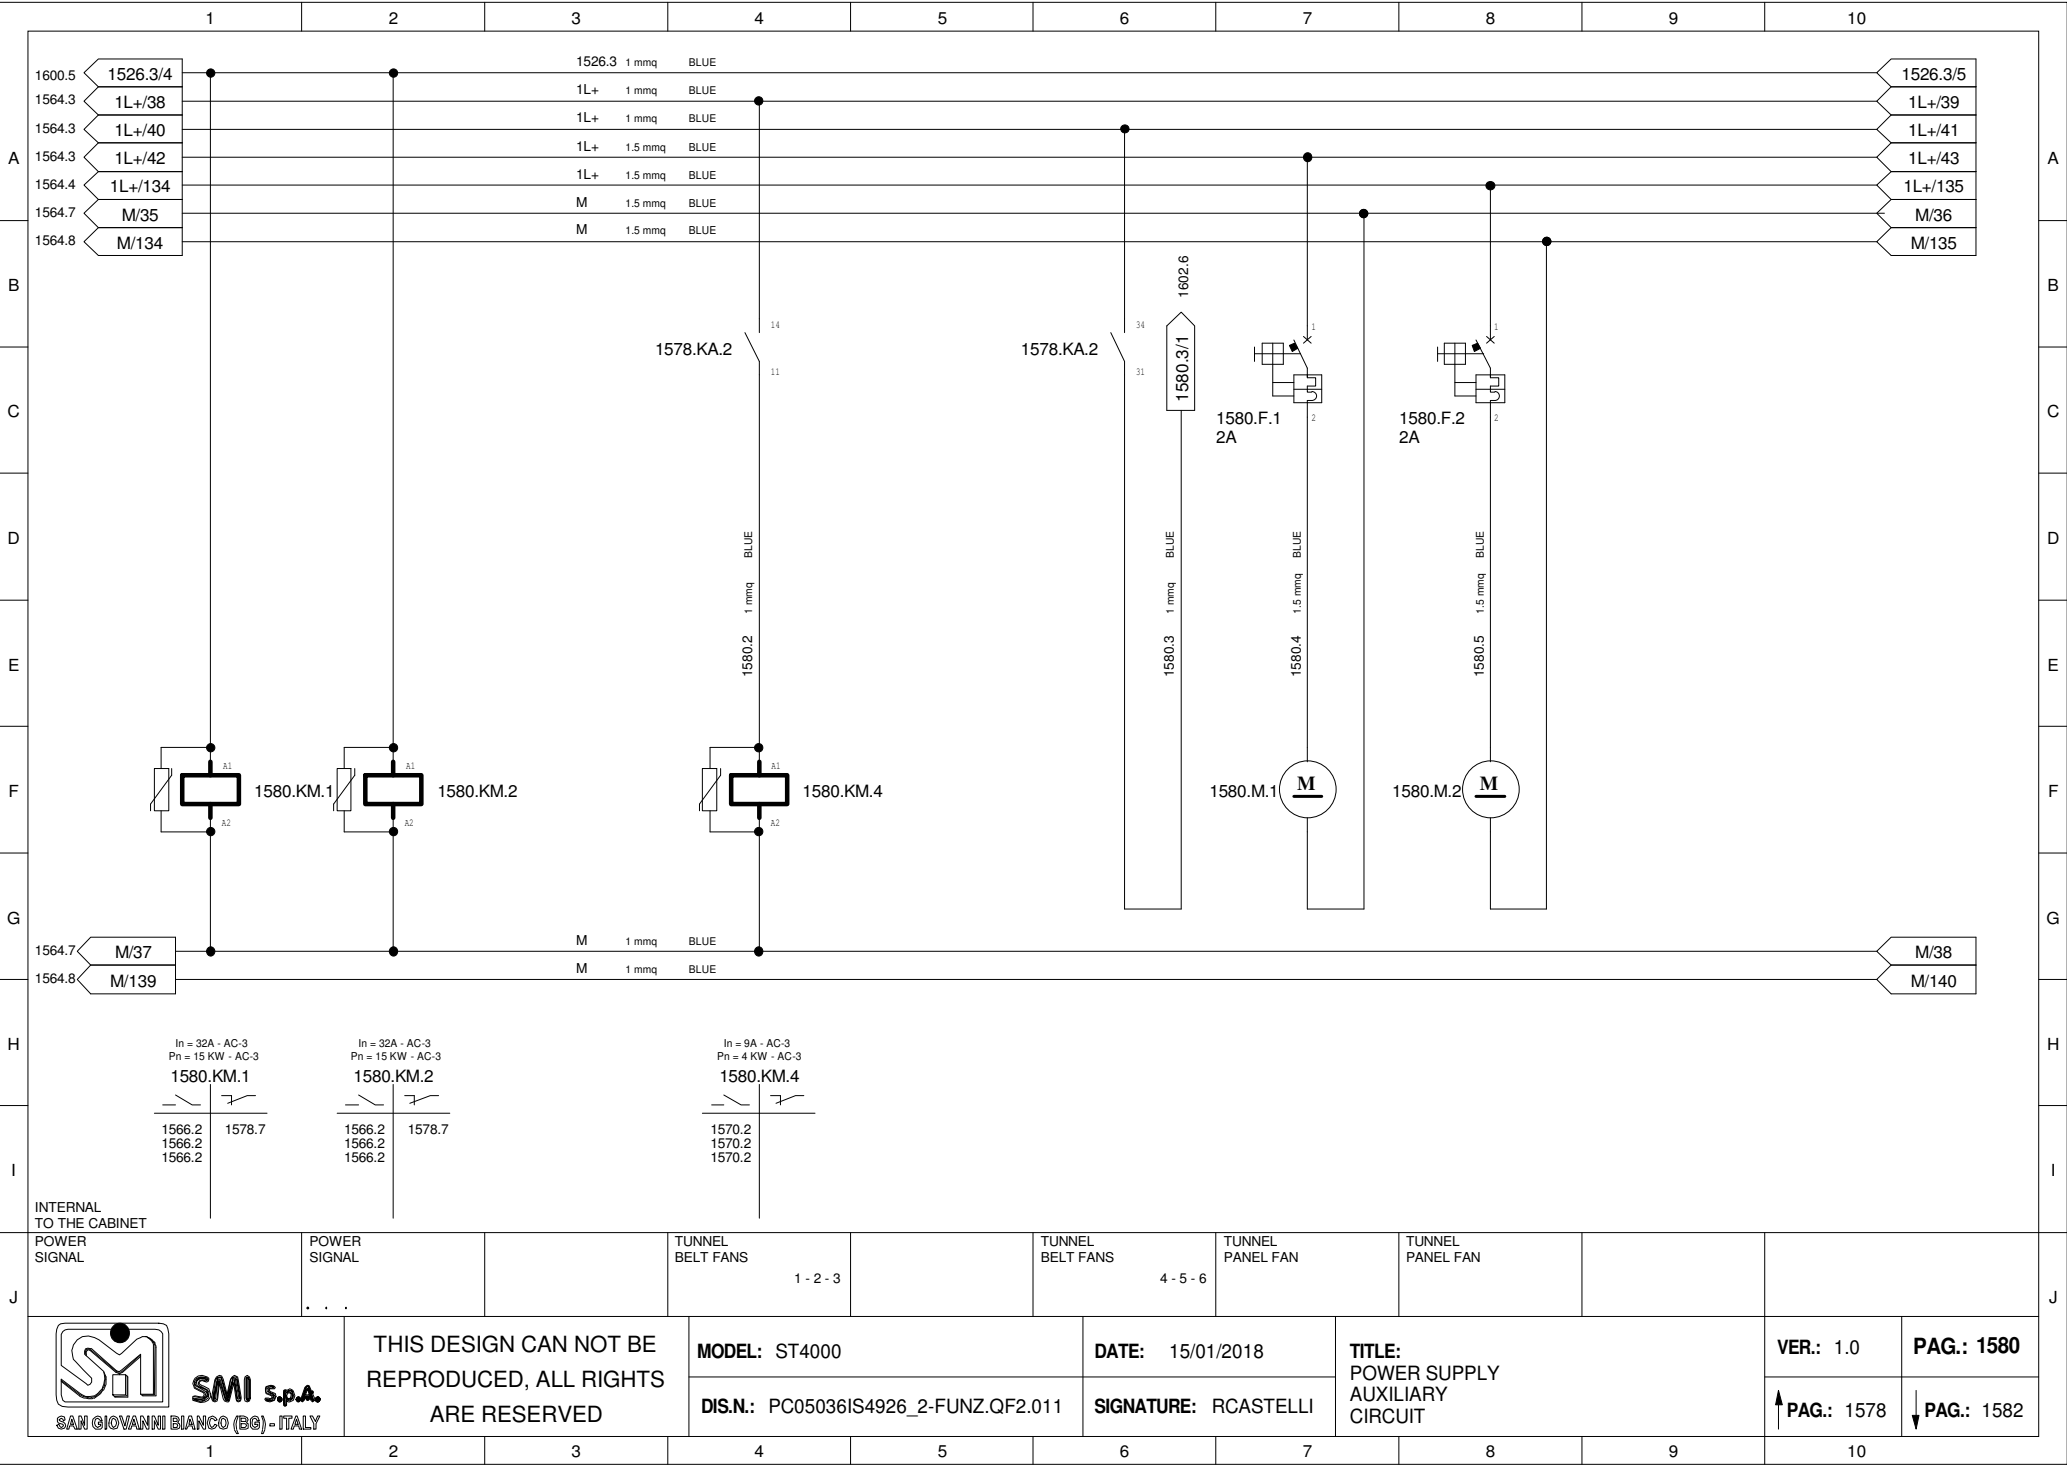 1 2 3 4 5 6 7 8 9 10
1600.5 1526.3/4 1526.3 1 mmq BLUE 1526.3/5
1564.3 1L+/38 1L+ 1 mmq BLUE 1L+/39
1564.3 1L+/40 1L+ 1 mmq BLUE 1L+/41
A 1564.3 1L+/42 1L+ 1.5 mmq BLUE 1L+/43 A
1564.4 1L+/134 1L+ 1.5 mmq BLUE 1L+/135
1564.7 M/35 M 1.5 mmq BLUE M/36
1564.8 M/134 M 1.5 mmq BLUE M/135
B B
1602.6
14 34 1 1
1578.KA.2 1578.KA.2 1580.3/1
11 31
C C
1580.F.1 2 1580.F.2 2
2A 2A
D D
1580.2 1 mmq BLUE
1580.3 1 mmq BLUE
1580.4 1.5 mmq BLUE
1580.5 1.5 mmq BLUE
E E
A1 A1 A1
F 1580.KM.1 1580.KM.2 1580.KM.4 1580.M.1 M 1580.M.2 M F
A2 A2 A2
G G
1564.7 M/37 M 1 mmq BLUE M/38
1564.8 M/139 M 1 mmq BLUE M/140
H H
In = 32A - AC-3 In = 32A - AC-3 In = 9A - AC-3
Pn = 15 KW - AC-3 Pn = 15 KW - AC-3 Pn = 4 KW - AC-3
1580.KM.1 1580.KM.2 1580.KM.4
1566.2 1578.7 1566.2 1578.7 1570.2
1566.2 1566.2 1570.2
1566.2 1566.2 1570.2
I I
INTERNAL
TO THE CABINET
POWER POWER TUNNEL TUNNEL TUNNEL TUNNEL
SIGNAL SIGNAL BELT FANS BELT FANS PANEL FAN PANEL FAN
1 - 2 - 3 4 - 5 - 6
J . . . J
SMI S.p.A.
SAN GIOVANNI BIANCO (BG) - ITALY
THIS DESIGN CAN NOT BE
REPRODUCED, ALL RIGHTS
ARE RESERVED
MODEL: ST4000
DIS.N.: PC05036IS4926_2-FUNZ.QF2.011
DATE: 15/01/2018
SIGNATURE: RCASTELLI
TITLE:
POWER SUPPLY
AUXILIARY
CIRCUIT
VER.: 1.0 PAG.: 1580
PAG.: 1578 PAG.: 1582
1 2 3 4 5 6 7 8 9 10